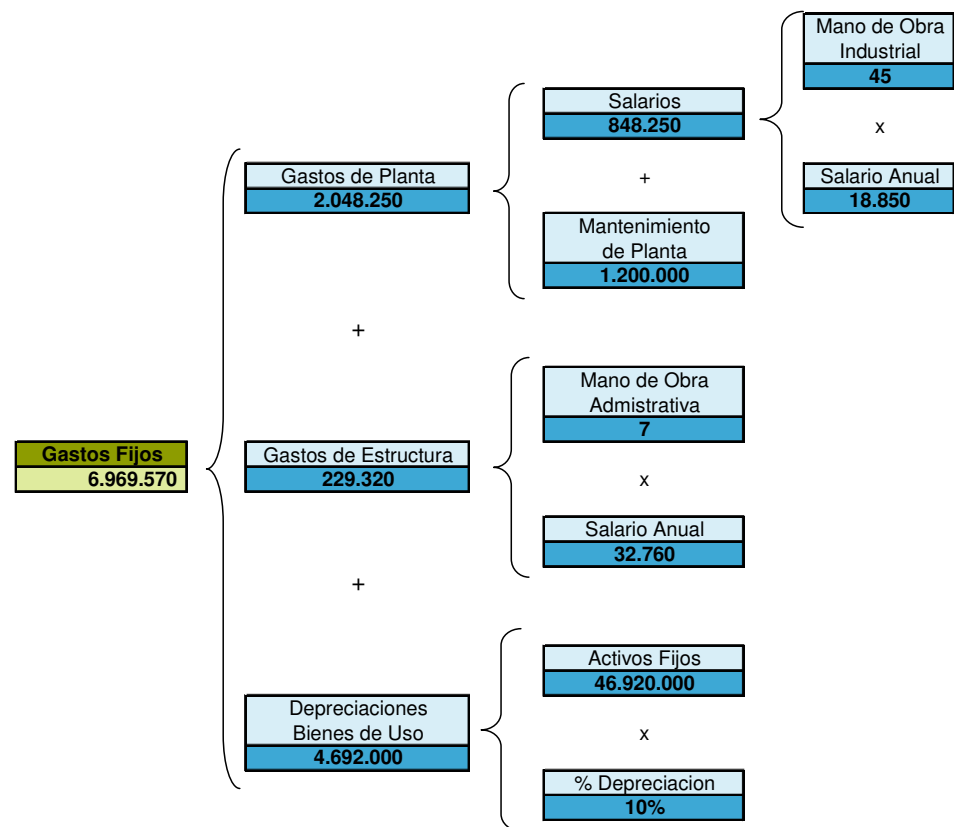 Mano de Obra
Industrial
45
x
Salario Anual
18.850
Salarios
848.250
+
Mantenimiento
de Planta
1.200.000
Gastos de Planta
2.048.250
+
Mano de Obra
Admistrativa
7
x
Salario Anual
32.760
Gastos Fijos
6.969.570
Gastos de Estructura
229.320
+
Activos Fijos
46.920.000
x
% Depreciacion
10%
Depreciaciones
Bienes de Uso
4.692.000